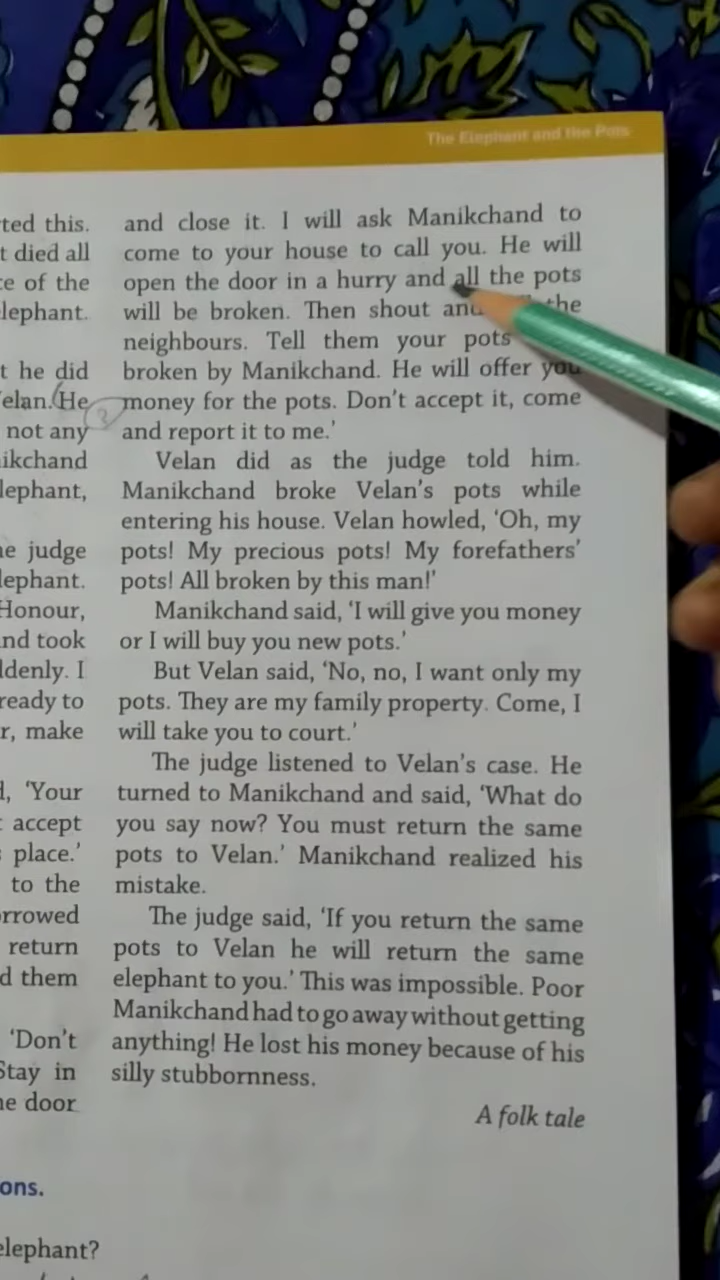 The Elephant and the Pots
ted this.
t died all
ce of the
lephant.
t he did
elan. He
not any
ikchand
lephant,
ne judge
lephant.
Honour,
nd took
ldenly. I
ready to
r, make
l, 'Your
t accept
s place.'
to the
orrowed
return
d them
'Don't
Stay in
ne door
ons.
elephant?
and close it. I will ask Manikchand to
come to your house to call you. He will
open the door in a hurry and all the pots
will be broken. Then shout and the
neighbours. Tell them your pots
broken by Manikchand. He will offer you
money for the pots. Don't accept it, come
and report it to me.'
Velan did as the judge told him.
Manikchand broke Velan's pots while
entering his house. Velan howled, 'Oh, my
pots! My precious pots! My forefathers'
pots! All broken by this man!'
Manikchand said, 'I will give you money
or I will buy you new pots.'
But Velan said, 'No, no, I want only my
pots. They are my family property. Come, I
will take you to court.'
The judge listened to Velan's case. He
turned to Manikchand and said, 'What do
you say now? You must return the same
pots to Velan.' Manikchand realized his
mistake.
The judge said, 'If you return the same
pots to Velan he will return the same
elephant to you.' This was impossible. Poor
Manikchand had to go away without getting
anything! He lost his money because of his
silly stubbornness.
A folk tale